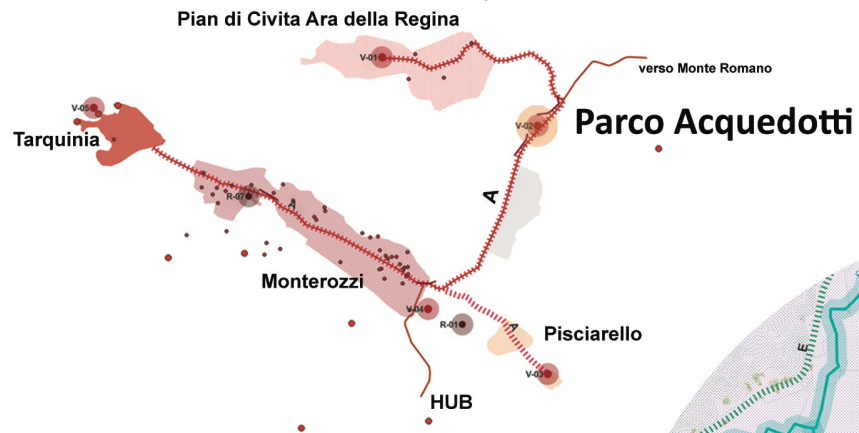 Pian di Civita Ara della Regina
V-01
verso Monte Romano
V-05
V-02
Parco Acquedotti
Tarquinia
R-07
A
A
Monterozzi
V-04
R-01
A
Pisciarello
E
V-03
HUB